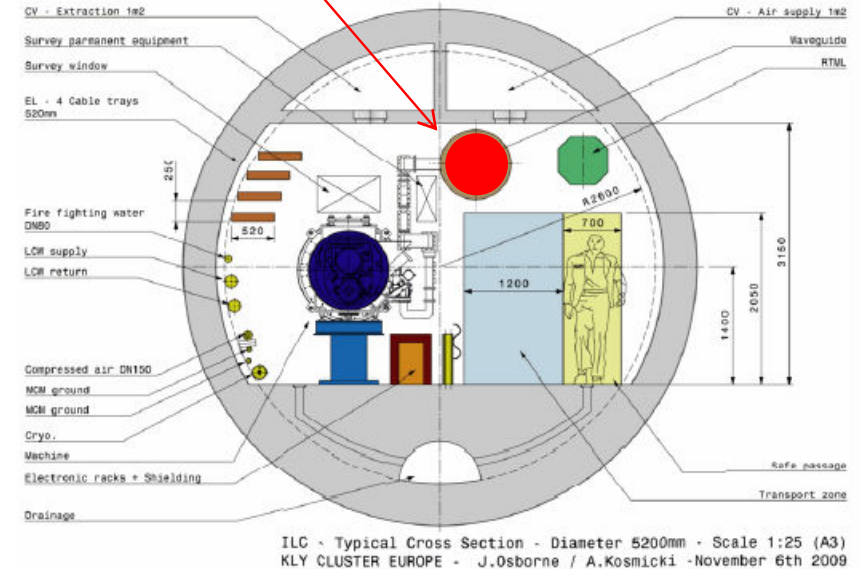 CV - Extraction 1m2
Survey parmanent equipment
Survey window
EL - 4 Cable trays
520mm
250
520
Fire fighting water
DN80
LCW supply
LCW return
Compressed air DN150
MCW ground
MCW ground
Cryo.
Machine
Electronic racks + Shielding
Drainage
CV - Air supply 1m2
Waveguide
RTML
R2600
700
1200
1400
2050
3150
Safe passage
Transport zone
ILC - Typical Cross Section - Diameter 5200mm - Scale 1:25 (A3)
KLY CLUSTER EUROPE - J.Osborne / A.Kosmicki -November 6th 2009